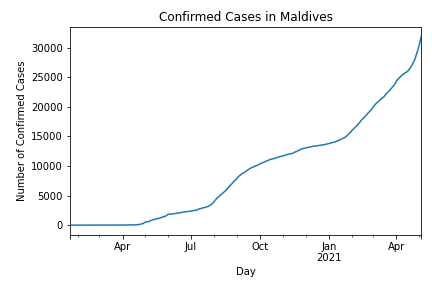 Confirmed Cases in Maldives
Number of Confirmed Cases
30000
25000
20000
15000
10000
5000
0
Apr Jul Oct Jan Apr
2021
Day